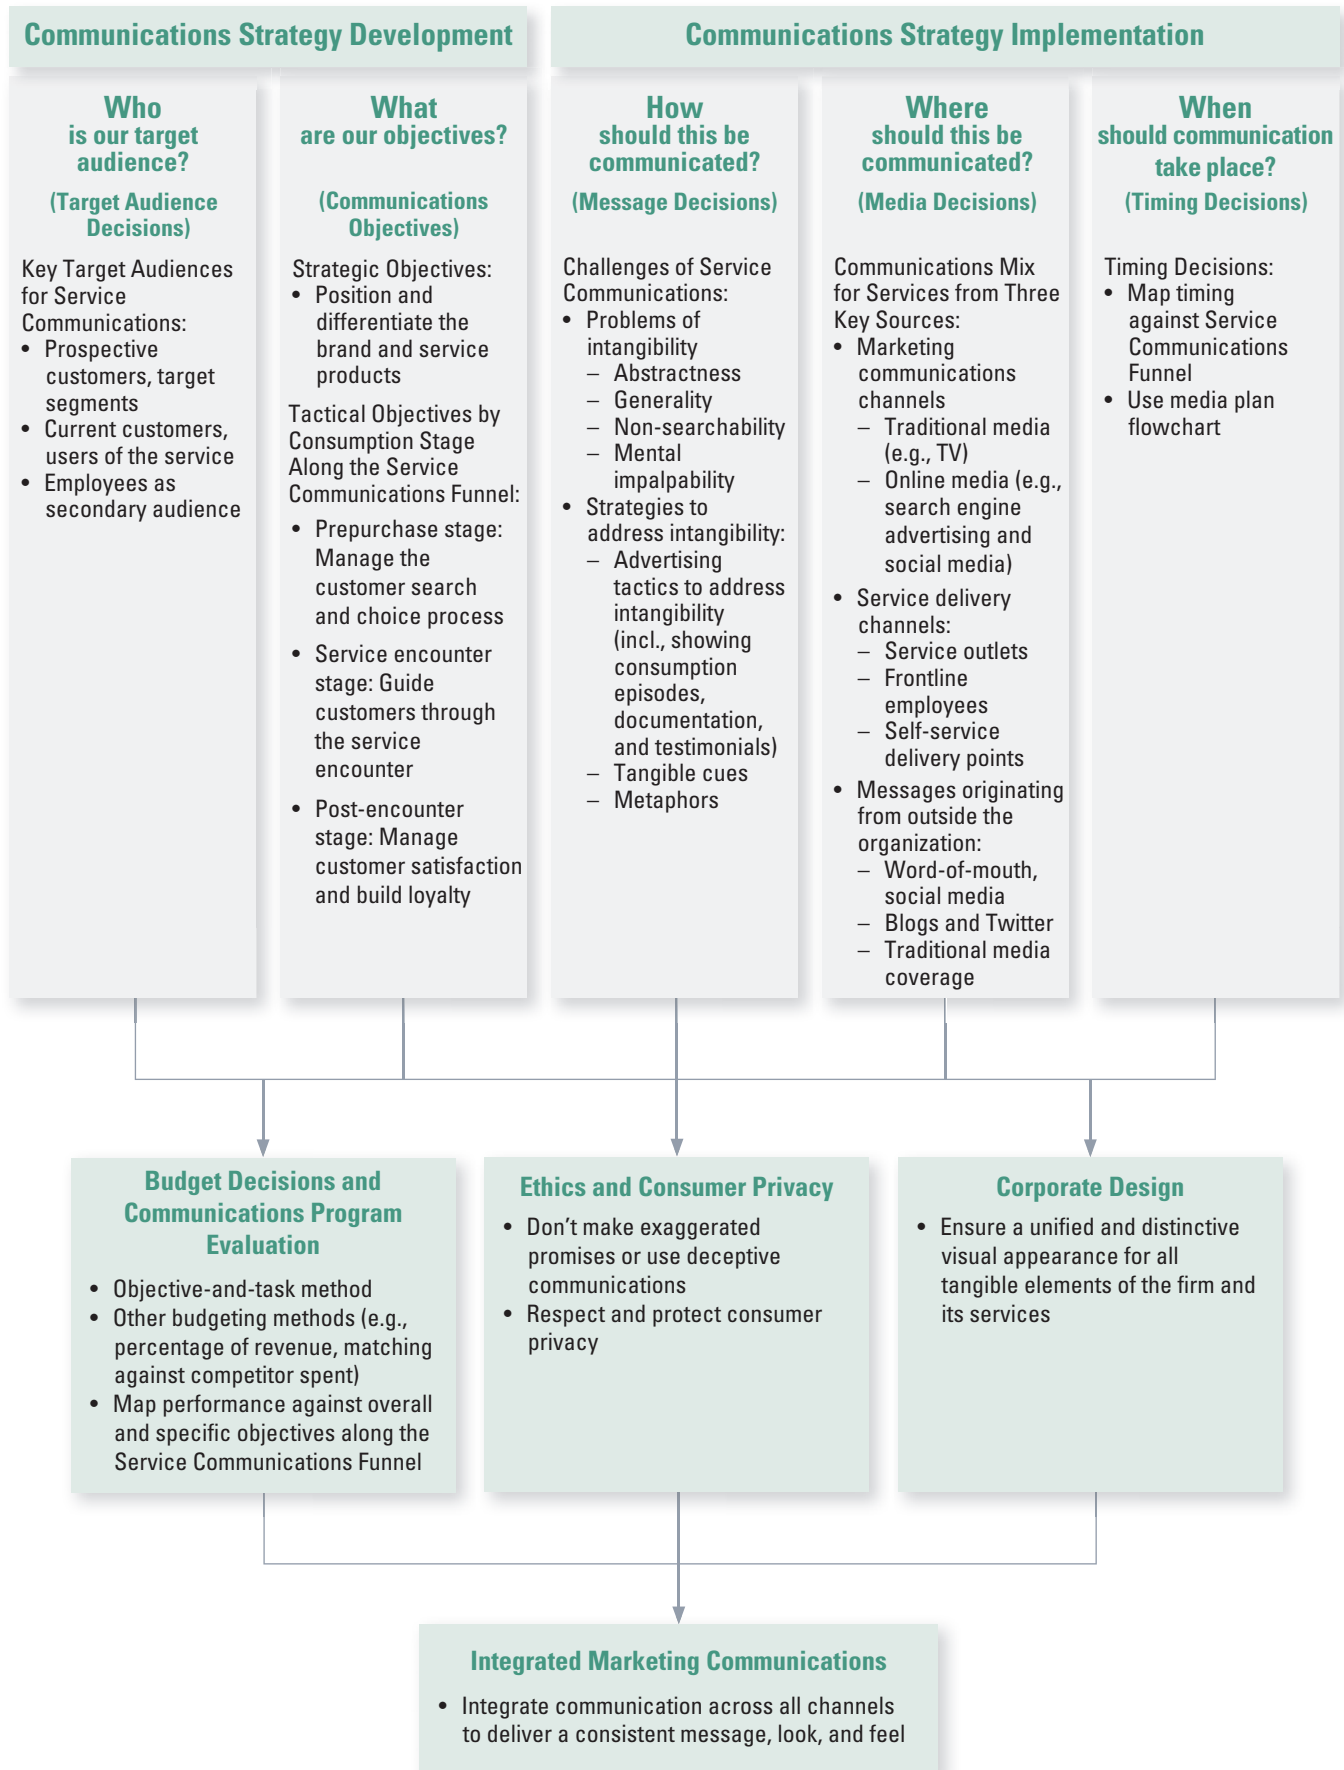 Communications Strategy Development
Communications Strategy Implementation
Who
is our target
audience?
(Target Audience
Decisions)
Key Target Audiences
for Service
Communications:
• Prospective
customers, target
segments
• Current customers,
users of the service
• Employees as
secondary audience
What
are our objectives?
(Communications
Objectives)
Strategic Objectives:
• Position and
differentiate the
brand and service
products
Tactical Objectives by
Consumption Stage
Along the Service
Communications Funnel:
• Prepurchase stage:
Manage the
customer search
and choice process
• Service encounter
stage: Guide
customers through
the service
encounter
• Post-encounter
stage: Manage
customer satisfaction
and build loyalty
How
should this be
communicated?
(Message Decisions)
Challenges of Service
Communications:
• Problems of
intangibility
– Abstractness
– Generality
– Non-searchability
– Mental
impalpability
• Strategies to
address intangibility:
– Advertising
tactics to address
intangibility
(incl., showing
consumption
episodes,
documentation,
and testimonials)
– Tangible cues
– Metaphors
Where
should this be
communicated?
(Media Decisions)
Communications Mix
for Services from Three
Key Sources:
• Marketing
communications
channels
– Traditional media
(e.g., TV)
– Online media (e.g.,
search engine
advertising and
social media)
• Service delivery
channels:
– Service outlets
– Frontline
employees
– Self-service
delivery points
• Messages originating
from outside the
organization:
– Word-of-mouth,
social media
– Blogs and Twitter
– Traditional media
coverage
When
should communication
take place?
(Timing Decisions)
Timing Decisions:
• Map timing
against Service
Communications
Funnel
• Use media plan
flowchart
Budget Decisions and
Communications Program
Evaluation
• Objective-and-task method
• Other budgeting methods (e.g.,
percentage of revenue, matching
against competitor spent)
• Map performance against overall
and specific objectives along the
Service Communications Funnel
Ethics and Consumer Privacy
• Don’t make exaggerated
promises or use deceptive
communications
• Respect and protect consumer
privacy
Corporate Design
• Ensure a unified and distinctive
visual appearance for all
tangible elements of the firm and
its services
Integrated Marketing Communications
• Integrate communication across all channels
to deliver a consistent message, look, and feel